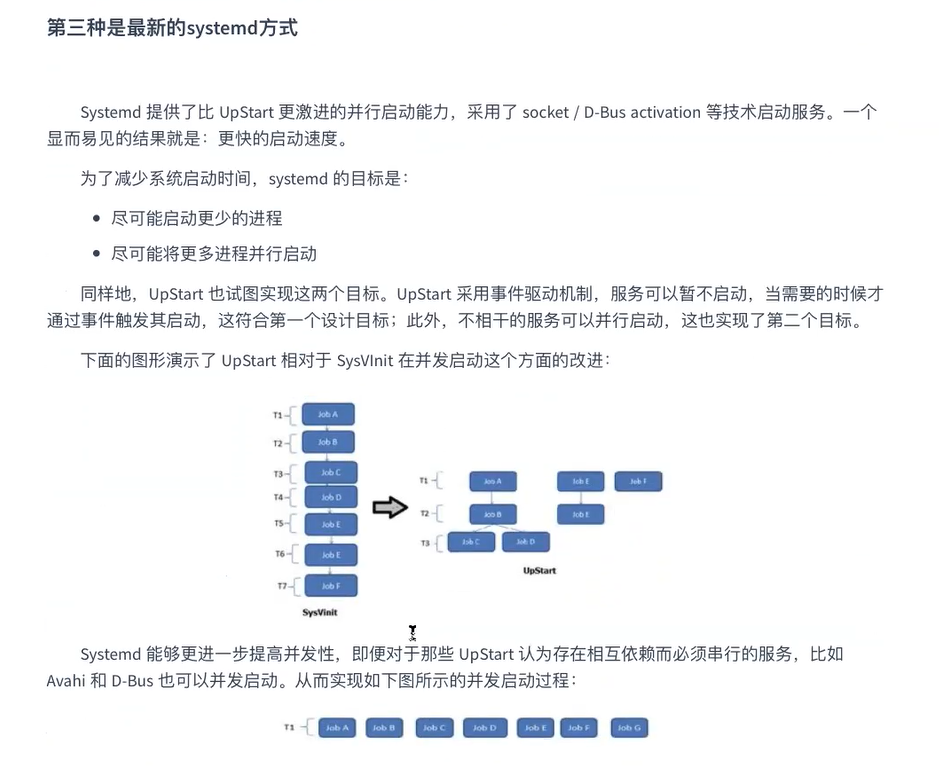 第三种是最新的systemd方式
Systemd 提供了比 UpStart 更激进的并行启动能力，采用了 socket / D-Bus activation 等技术启动服务。一个
显而易见的结果就是：更快的启动速度。
为了减少系统启动时间，systemd 的目标是：
• 尽可能启动更少的进程
• 尽可能将更多进程并行启动
同样地，UpStart 也试图实现这两个目标。UpStart 采用事件驱动机制，服务可以暂不启动，当需要的时候才
通过事件触发其启动，这符合第一个设计目标；此外，不相干的服务可以并行启动，这也实现了第二个目标。
下面的图形演示了 UpStart 相对于 SysVInit 在并发启动这个方面的改进：
T1 Job A
T2 Job B
T3 Job C
T4 Job D
T5 Job E
T6 Job E
T7 Job F
SysVinit
T1 Job A Job E Job F
T2 Job B Job E
T3 Job C Job D
UpStart
Systemd 能够更进一步提高并发性，即便对于那些 UpStart 认为存在相互依赖而必须串行的服务，比如
Avahi 和 D-Bus 也可以并发启动。从而实现如下图所示的并发启动过程：
T1 Job A Job B Job C Job D Job E Job F Job G